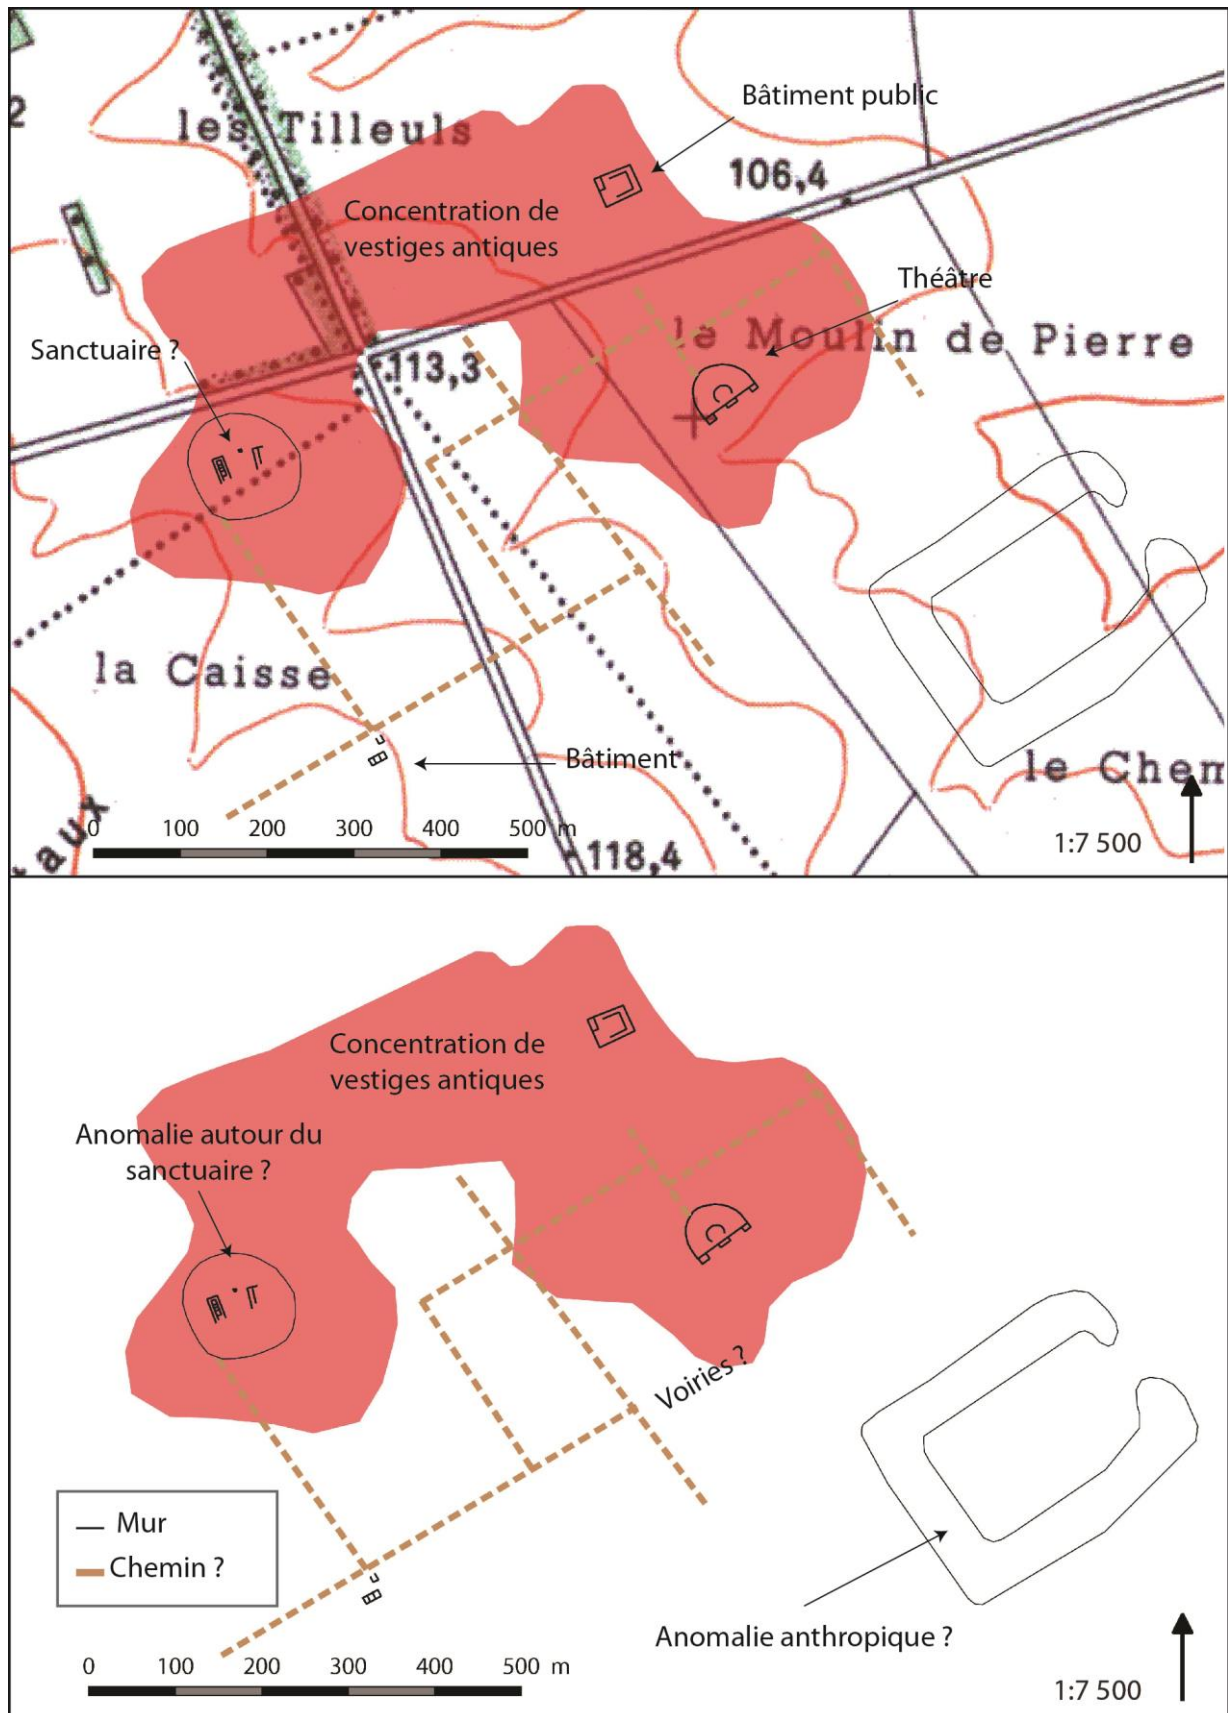 2
les Tilleuls
Bâtiment public
106,4
Concentration de
vestiges antiques
Théâtre
le Moulin de Pierre
Sanctuaire ?
113,3
la Caisse
Bâtiment
le Chem
taux
0 100 200 300 400 500 m
118,4
1:7 500
Concentration de
vestiges antiques
Anomalie autour du
sanctuaire ?
Voiries ?
Mur
Chemin ?
Anomalie anthropique ?
0 100 200 300 400 500 m
1:7 500